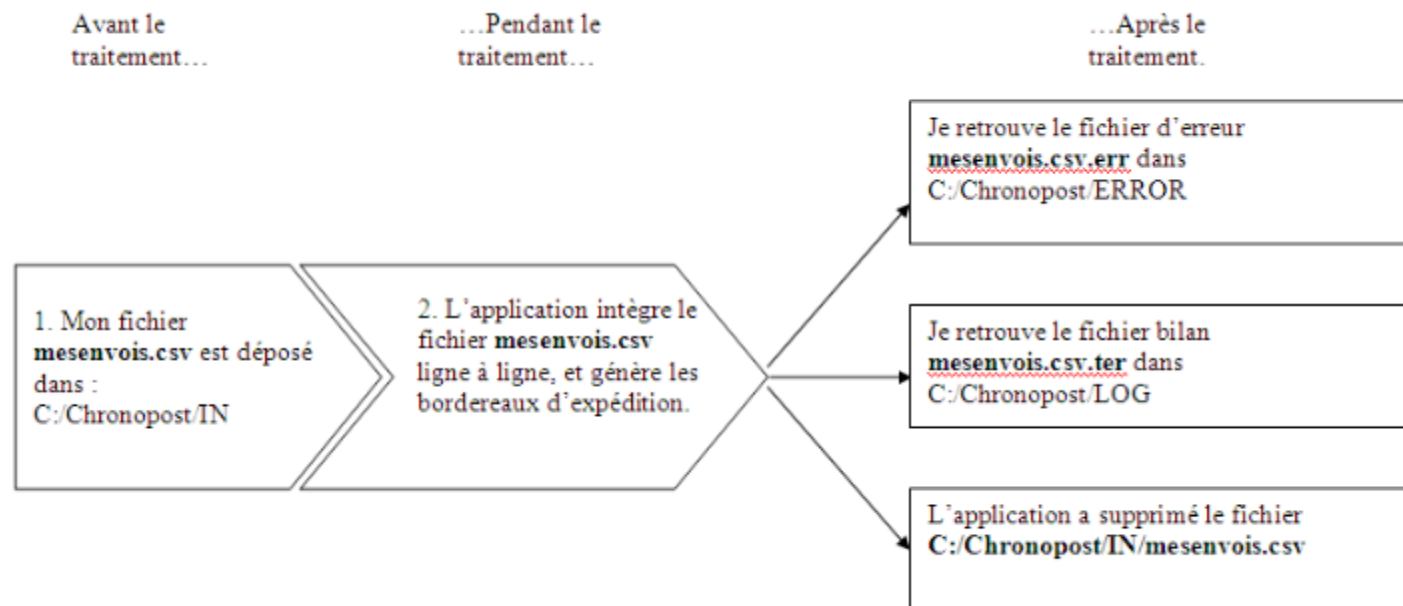 Avant le
traitement…
…Pendant le
traitement…
…Après le
traitement.
Je retrouve le fichier d’erreur
mesenvois.csv.err dans
C:/Chronopost/ERROR
1. Mon fichier
mesenvois.csv est déposé
dans :
C:/Chronopost/IN
2. L’application intègre le
fichier mesenvois.csv
ligne à ligne, et génère les
bordereaux d’expédition.
Je retrouve le fichier bilan
mesenvois.csv.ter dans
C:/Chronopost/LOG
L’application a supprimé le fichier
C:/Chronopost/IN/mesenvois.csv